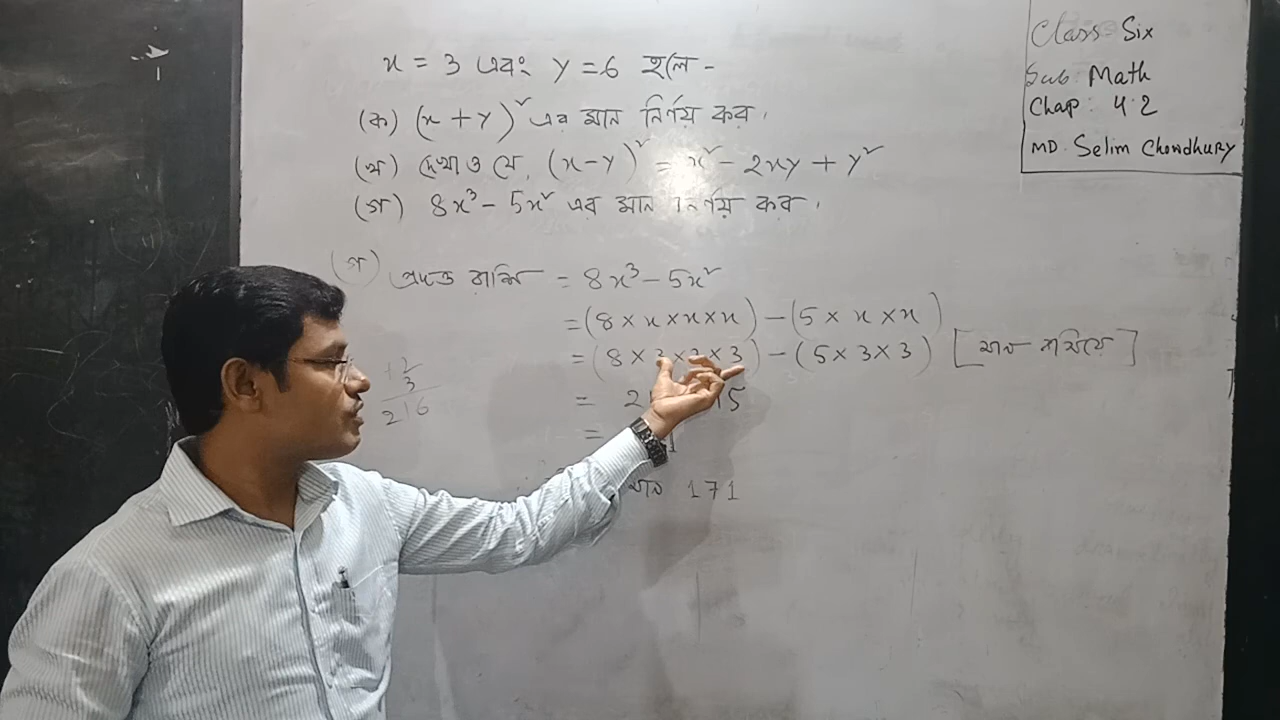 x = 3 এবং y = 6 হলে -
(ক) (x + y)² এর মান নির্ণয় কর।
(খ) দেখাও যে, (x - y)² = x² - 2xy + y²
(গ) 8x³ - 5x² এর মান নির্ণয় কর।
Class: Six
Sub: Math
Chap: 4.2
MD. Selim Chowdhury
(গ) প্রদত্ত রাশি = 8x³ - 5x²
= (8 × x × x × x) - (5 × x × x)
= (8 × 3 × 3 × 3) - (5 × 3 × 3) [মান বসিয়ে]
=
=
মান 171
3
216